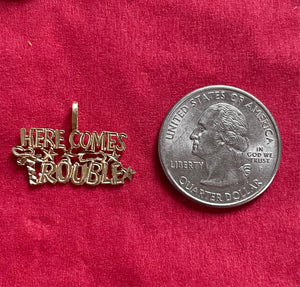 HERE COMES
TROUBLE
UNITED STATES OF AMERICA
LIBERTY
IN
GOD WE
TRUST
QUARTER DOLLAR